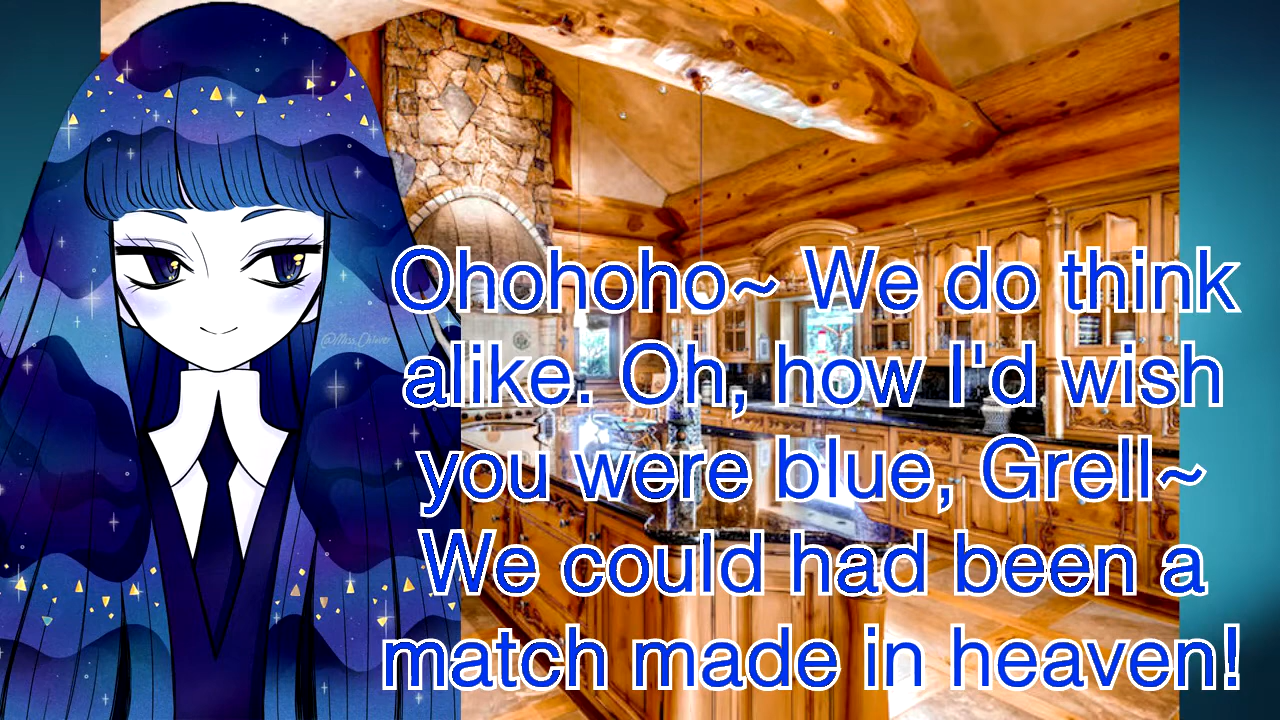 Ohohoho~ We do think
alike. Oh, how I'd wish
you were blue, Grell~
We could had been a
match made in heaven!